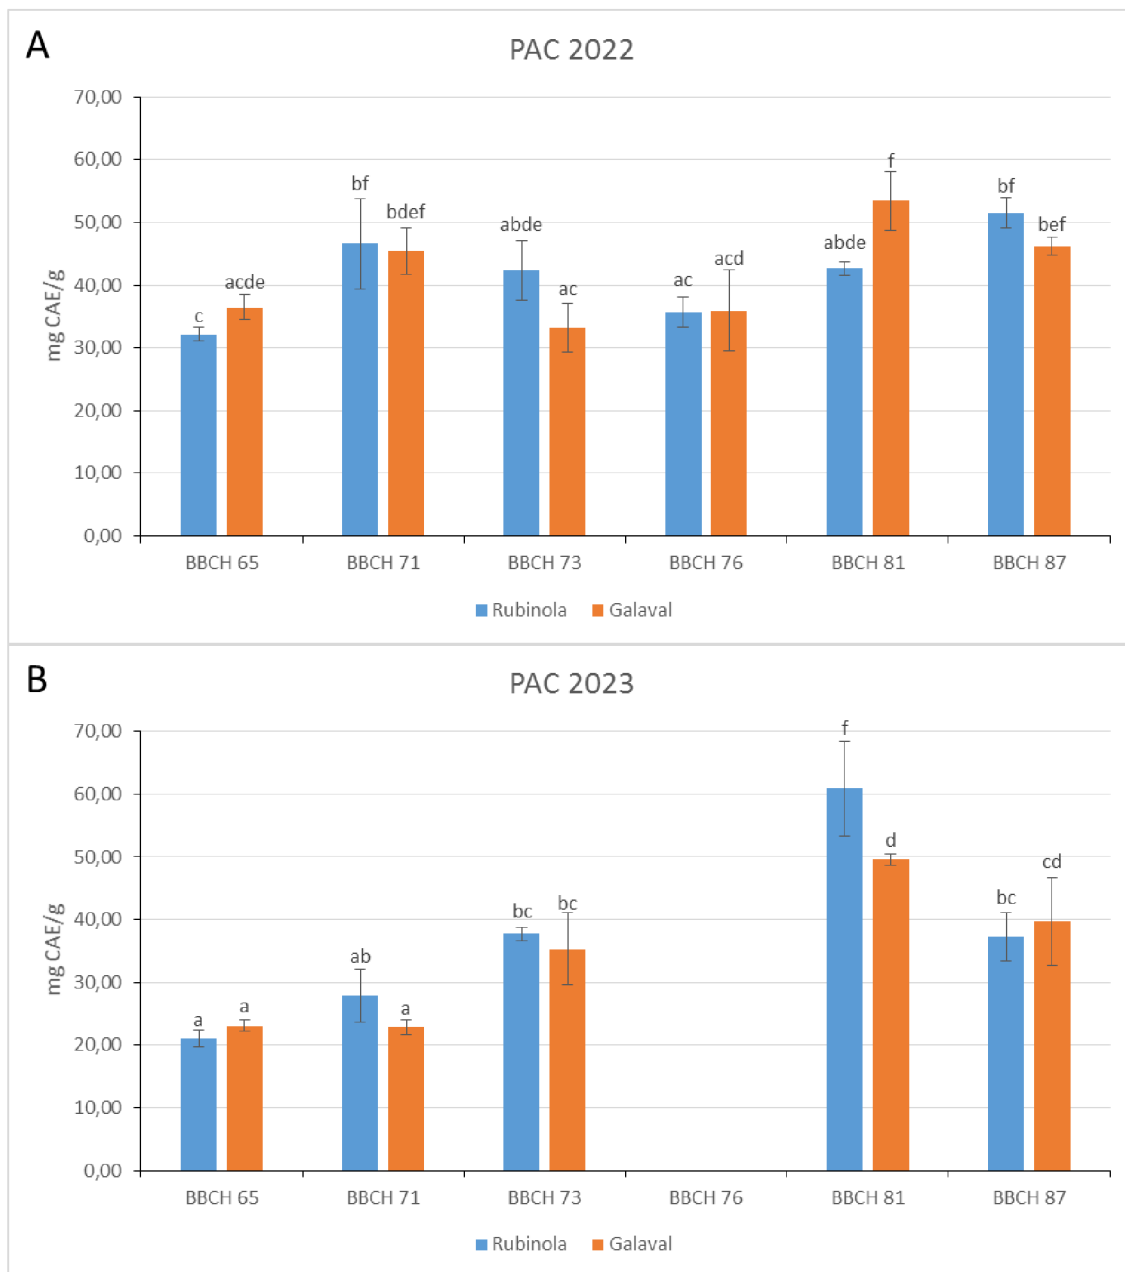 A
PAC 2022
mg CAE/g
70,00
60,00
50,00
40,00
30,00
20,00
10,00
0,00
c
acde
bf
bdef
abde
ac
ac
acd
abde
f
bf
bef
BBCH 65
BBCH 71
BBCH 73
BBCH 76
BBCH 81
BBCH 87
Rubinola
Galaval
B
PAC 2023
mg CAE/g
70,00
60,00
50,00
40,00
30,00
20,00
10,00
0,00
a
a
ab
a
bc
bc
f
d
bc
cd
BBCH 65
BBCH 71
BBCH 73
BBCH 76
BBCH 81
BBCH 87
Rubinola
Galaval